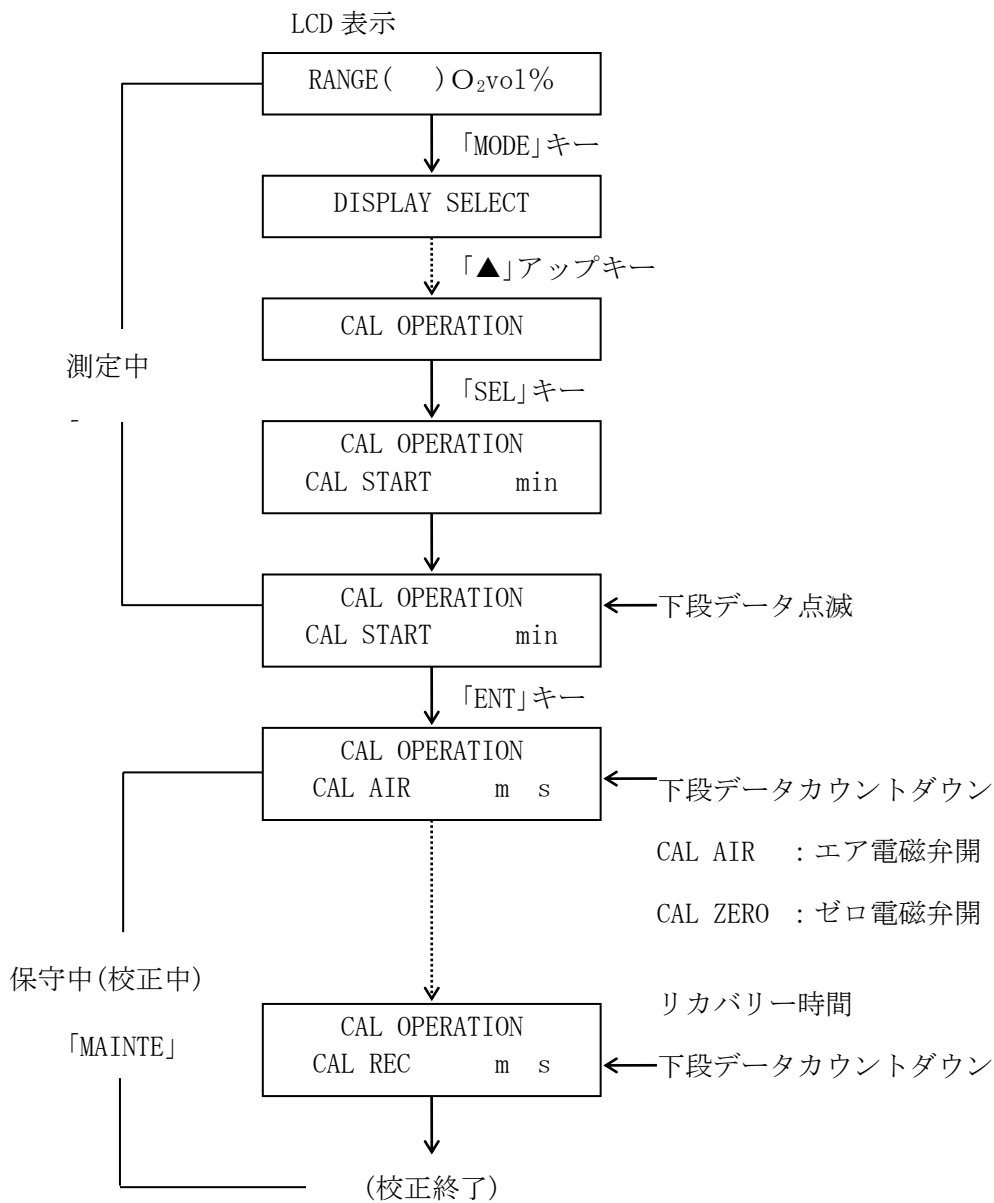 LCD 表示
RANGE(　　)O₂vol%
「MODE」キー
DISPLAY SELECT
「▲」アップキー
CAL OPERATION
測定中
「SEL」キー
CAL OPERATION
CAL START　　min
CAL OPERATION
CAL START　　min
下段データ点滅
「ENT」キー
CAL OPERATION
CAL AIR　　m　s
下段データカウントダウン
CAL AIR　：エア電磁弁開
CAL ZERO　：ゼロ電磁弁開
保守中(校正中)
「MAINTE」
リカバリー時間
CAL OPERATION
CAL REC　　m　s
下段データカウントダウン
(校正終了)